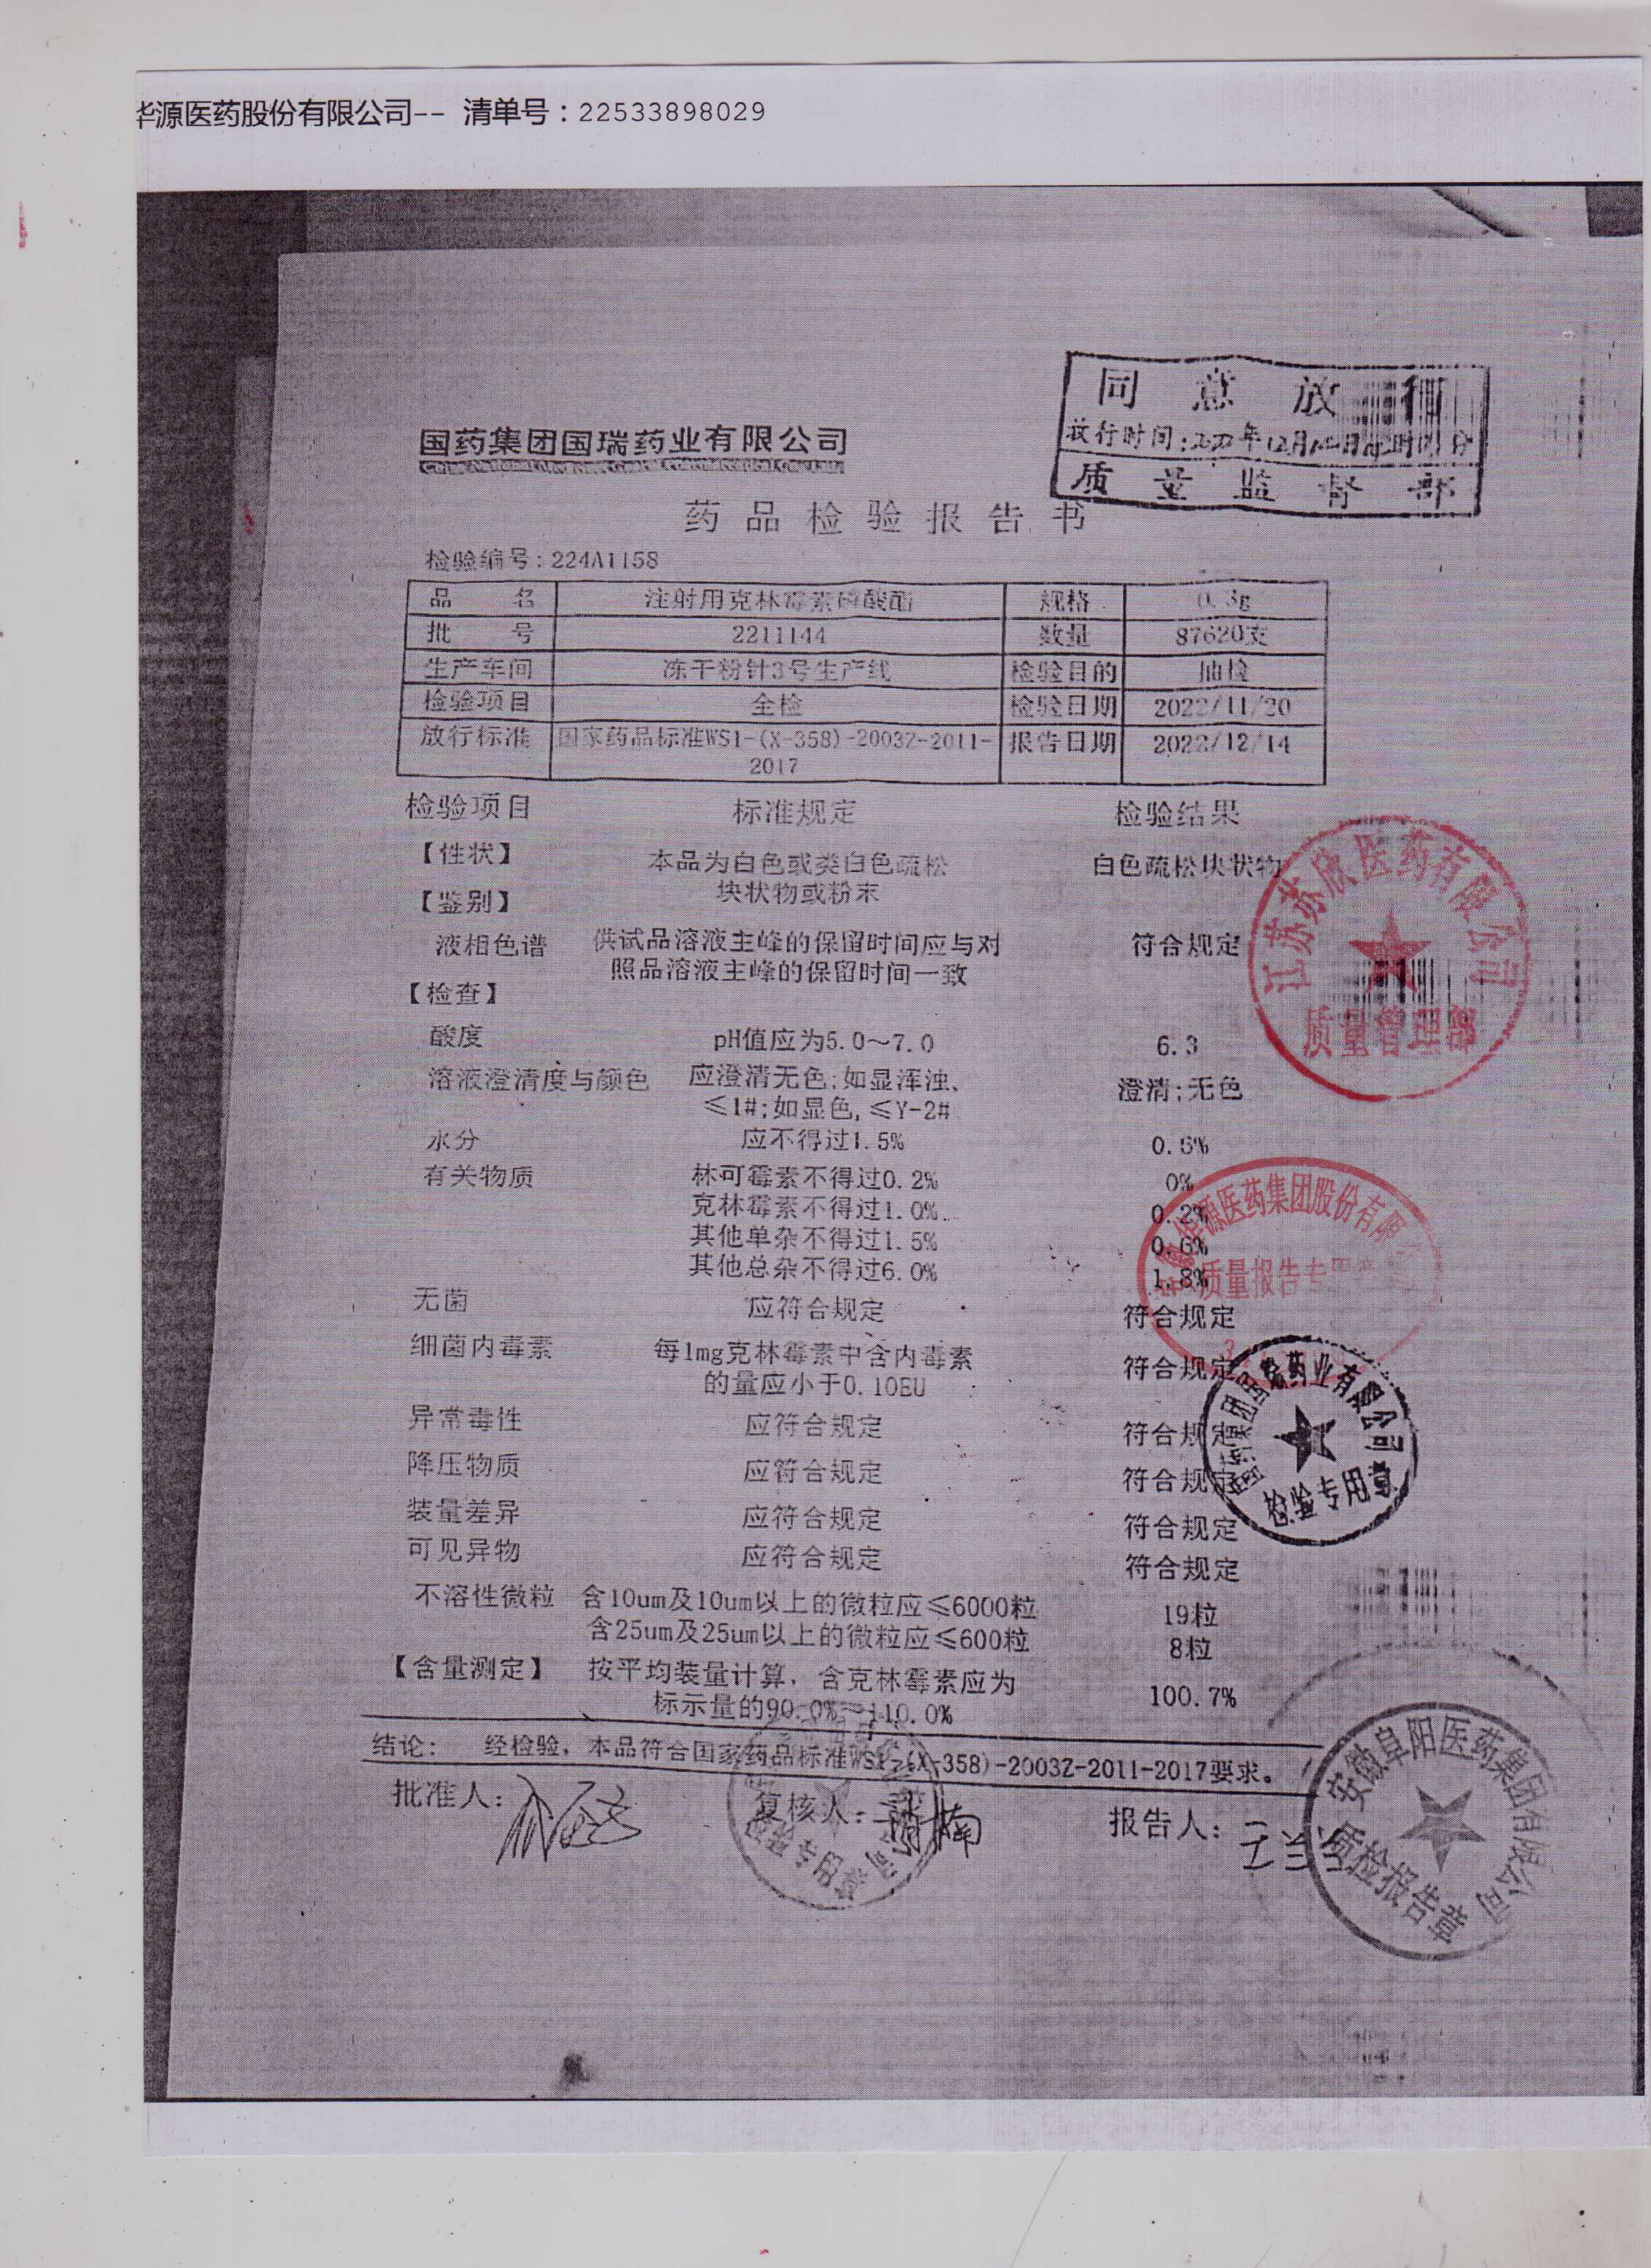 华源医药股份有限公司-- 清单号：22533898029
同意放行
放行时间：
质量监督部
国药集团国瑞药业有限公司
药品检验报告书
检验编号：224A1158
品名 注射用克林霉素磷酸酯 规格 0.3g
批号 2211144 数量 87620支
生产车间 冻干粉针3号生产线 检验目的 抽检
检验项目 全检 检验日期 2022/11/20
放行标准 国家药品标准WS1-(X-358)-2003Z-2011- 报告日期 2022/12/14
2017
检验项目 标准规定 检验结果
【性状】 本品为白色或类白色疏松 白色疏松块状物
块状物或粉末
【鉴别】
液相色谱 供试品溶液主峰的保留时间应与对 符合规定
照品溶液主峰的保留时间一致
【检查】
酸度 pH值应为5.0～7.0 6.3
溶液澄清度与颜色 应澄清无色;如显浑浊、 澄清;无色
≤1#;如显色,≤Y-2#
水分 应不得过1.5% 0.6%
有关物质 林可霉素不得过0.2% 0%
克林霉素不得过1.0% 0.2%
其他单杂不得过1.5% 0.6%
其他总杂不得过6.0% 1.8%
无菌 应符合规定 符合规定
细菌内毒素 每1mg克林霉素中含内毒素 符合规定
的量应小于0.10EU
异常毒性 应符合规定 符合规定
降压物质 应符合规定 符合规定
装量差异 应符合规定 符合规定
可见异物 应符合规定 符合规定
不溶性微粒 含10um及10um以上的微粒应≤6000粒 19粒
含25um及25um以上的微粒应≤600粒 8粒
【含量测定】 按平均装量计算，含克林霉素应为 100.7%
标示量的90.0%～110.0%
结论： 经检验，本品符合国家药品标准WS1-(X-358)-2003Z-2011-2017要求。
批准人： 复核人： 报告人：
江苏苏欣医药有限公司
质量管理部
华源医药集团股份有限
质量报告专用
国药集团国瑞药业有限公司
检验专用章
检验专用章
安徽阜阳医药集团有限公司
质检报告章